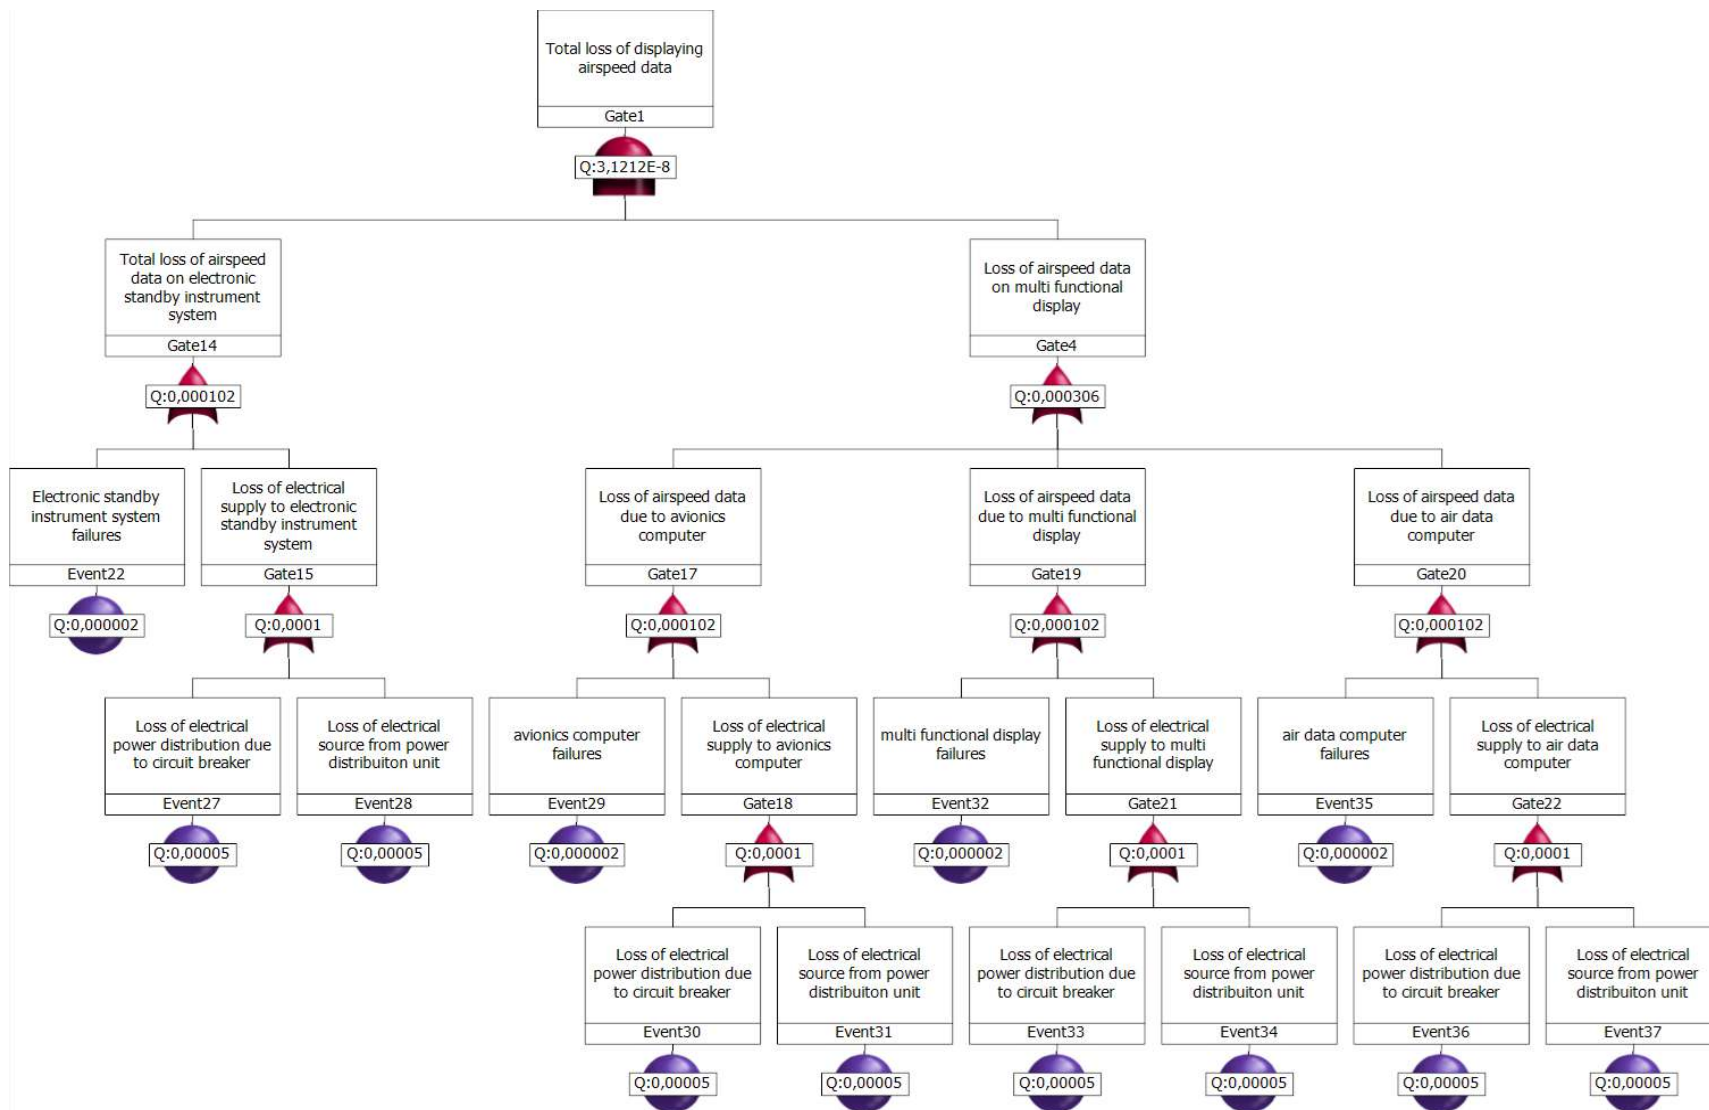 Total loss of displaying
airspeed data
Gate1
Q:3,1212E-8
Total loss of airspeed
data on electronic
standby instrument
system
Gate14
Q:0,000102
Loss of airspeed data
on multi functional
display
Gate4
Q:0,000306
Electronic standby
instrument system
failures
Event22
Q:0,000002
Loss of electrical
supply to electronic
standby instrument
system
Gate15
Q:0,0001
Loss of airspeed data
due to avionics
computer
Gate17
Q:0,000102
Loss of airspeed data
due to multi functional
display
Gate19
Q:0,000102
Loss of airspeed data
due to air data
computer
Gate20
Q:0,000102
Loss of electrical
power distribution due
to circuit breaker
Event27
Q:0,00005
Loss of electrical
source from power
distribuiton unit
Event28
Q:0,00005
avionics computer
failures
Event29
Q:0,000002
Loss of electrical
supply to avionics
computer
Gate18
Q:0,0001
multi functional display
failures
Event32
Q:0,000002
Loss of electrical
supply to multi
functional display
Gate21
Q:0,0001
air data computer
failures
Event35
Q:0,000002
Loss of electrical
supply to air data
computer
Gate22
Q:0,0001
Loss of electrical
power distribution due
to circuit breaker
Event30
Q:0,00005
Loss of electrical
source from power
distribuiton unit
Event31
Q:0,00005
Loss of electrical
power distribution due
to circuit breaker
Event33
Q:0,00005
Loss of electrical
source from power
distribuiton unit
Event34
Q:0,00005
Loss of electrical
power distribution due
to circuit breaker
Event36
Q:0,00005
Loss of electrical
source from power
distribuiton unit
Event37
Q:0,00005